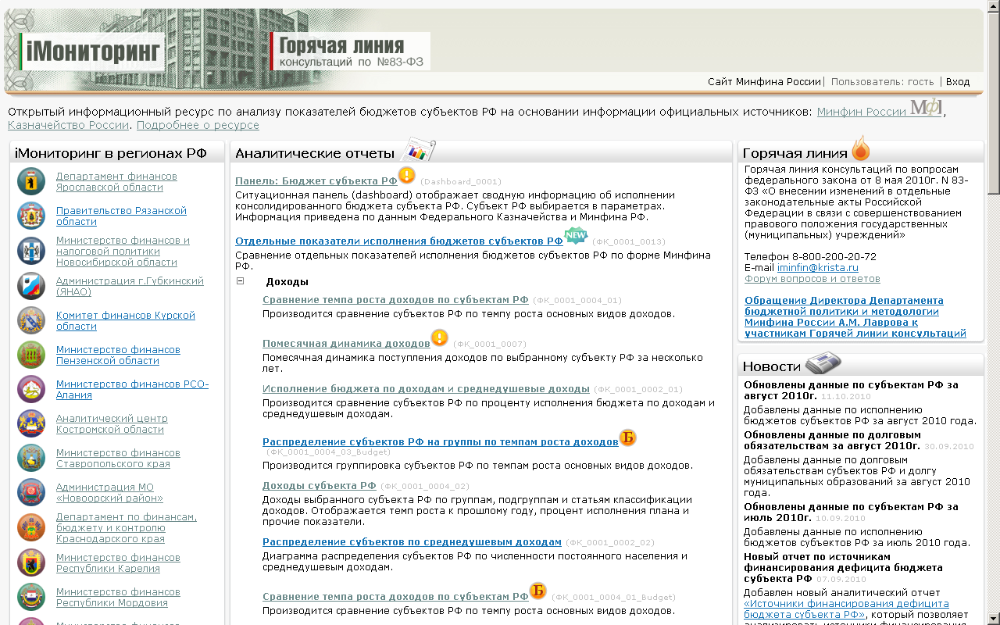 iМониторинг
Горячая линия
консультаций по №83-ФЗ
Сайт Минфина России | Пользователь: гость | Вход
Открытый информационный ресурс по анализу показателей бюджетов субъектов РФ на основании информации официальных источников: Минфин России Мф],
Казначейство России. Подробнее о ресурсе
iМониторинг в регионах РФ
Департамент финансов
Ярославской области
Правительство Рязанской
области
Министерство финансов и
налоговой политики
Новосибирской области
Администрация г.Губкинский
(ЯНАО)
Комитет финансов Курской
области
Министерство финансов
Пензенской области
Министерство финансов РСО-
Алания
Аналитический центр
Костромской области
Министерство финансов
Ставропольского края
Администрация МО
«Новоорский район»
Департамент по финансам,
бюджету и контролю
Краснодарского края
Министерство финансов
Республики Карелия
Министерство финансов
Республики Мордовия
Аналитические отчеты
Панель: Бюджет субъекта РФ (Dashboard_0001)
Ситуационная панель (dashboard) отображает сводную информацию об исполнении
консолидированного бюджета субъекта РФ. Субъект РФ выбирается в параметрах.
Информация приведена по данным Федерального Казначейства и Минфина РФ.
Отдельные показатели исполнения бюджетов субъектов РФ NEW (ФК_0001_0013)
Сравнение отдельных показателей исполнения бюджетов субъектов РФ по форме Минфина
РФ.
Доходы
Сравнение темпа роста доходов по субъектам РФ (ФК_0001_0004_01)
Производится сравнение субъектов РФ по темпу роста основных видов доходов.
Помесячная динамика доходов (ФК_0001_0007)
Помесячная динамика поступления доходов по выбранному субъекту РФ за несколько
лет.
Исполнение бюджета по доходам и среднедушевые доходы (ФК_0001_0002_01)
Производится сравнение субъектов РФ по проценту исполнения бюджета по доходам и
среднедушевым доходам.
Распределение субъектов РФ на группы по темпам роста доходов Б
(ФК_0001_0004_03_Budget)
Производится группировка субъектов РФ по темпам роста основных видов доходов.
Доходы субъекта РФ (ФК_0001_0004_02)
Доходы выбранного субъекта РФ по группам, подгруппам и статьям классификации
доходов. Отображается темп роста к прошлому году, процент исполнения плана и
прочие показатели.
Распределение субъектов по среднедушевым доходам (ФК_0001_0002_02)
Диаграмма распределения субъектов РФ по численности постоянного населения и
среднедушевым доходам.
Сравнение темпа роста доходов по субъектам РФ Б (ФК_0001_0004_01_Budget)
Производится сравнение субъектов РФ по темпу роста основных видов доходов.
Горячая линия
Горячая линия консультаций по вопросам
федерального закона от 8 мая 2010г. N 83-
ФЗ «О внесении изменений в отдельные
законодательные акты Российской
Федерации в связи с совершенствованием
правового положения государственных
(муниципальных) учреждений»
Телефон 8-800-200-20-72
E-mail iminfin@krista.ru
Форум вопросов и ответов
Обращение Директора Департамента
бюджетной политики и методологии
Минфина России А.М. Лаврова к
участникам Горячей линии консультаций
Новости
Обновлены данные по субъектам РФ за
август 2010г. 11.10.2010
Добавлены данные по исполнению
бюджетов субъектов РФ за август 2010 года.
Обновлены данные по долговым
обязательствам за август 2010г. 30.09.2010
Добавлены данные по долговым
обязательствам субъектов РФ и долгу
муниципальных образований за август 2010
года.
Обновлены данные по субъектам РФ за
июль 2010г. 10.09.2010
Добавлены данные по исполнению
бюджетов субъектов РФ за июль 2010 года.
Новый отчет по источникам
финансирования дефицита бюджета
субъекта РФ 07.09.2010
Добавлен новый аналитический отчет
«Источники финансирования дефицита
бюджета субъекта РФ», который позволяет